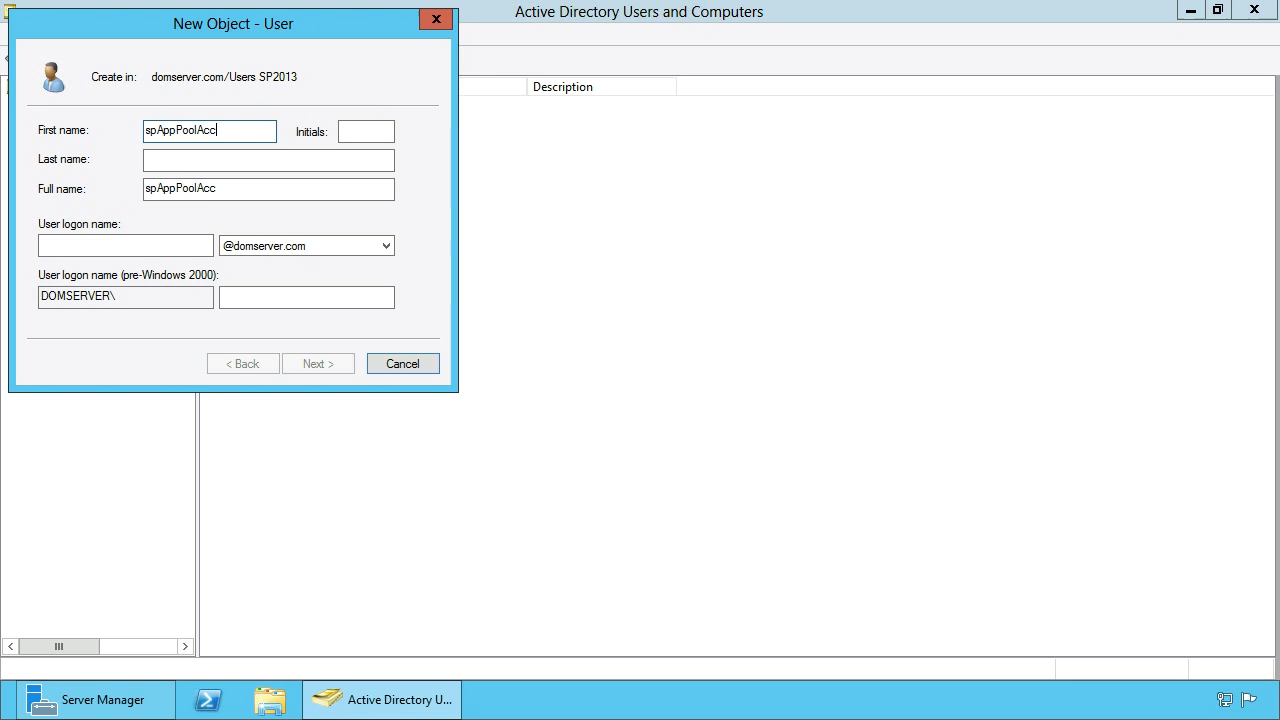 Active Directory Users and Computers
New Object - User
Create in: domserver.com/Users SP2013
Description
First name: spAppPoolAcc Initials:
Last name:
Full name: spAppPoolAcc
User logon name:
@domserver.com
User logon name (pre-Windows 2000):
DOMSERVER\
< Back Next > Cancel
Server Manager Active Directory U...